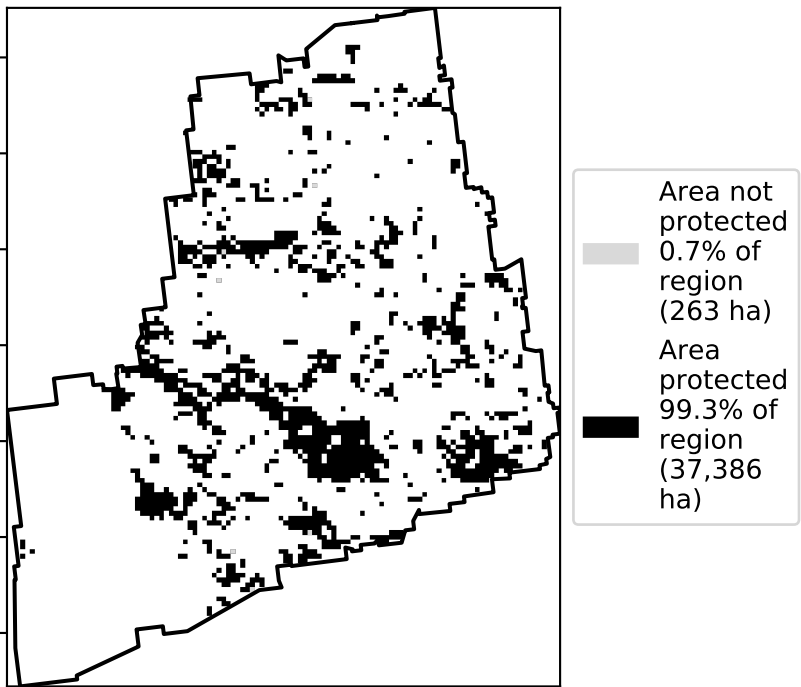 Area not
protected
0.7% of
region
(263 ha)
Area
protected
99.3% of
region
(37,386
ha)